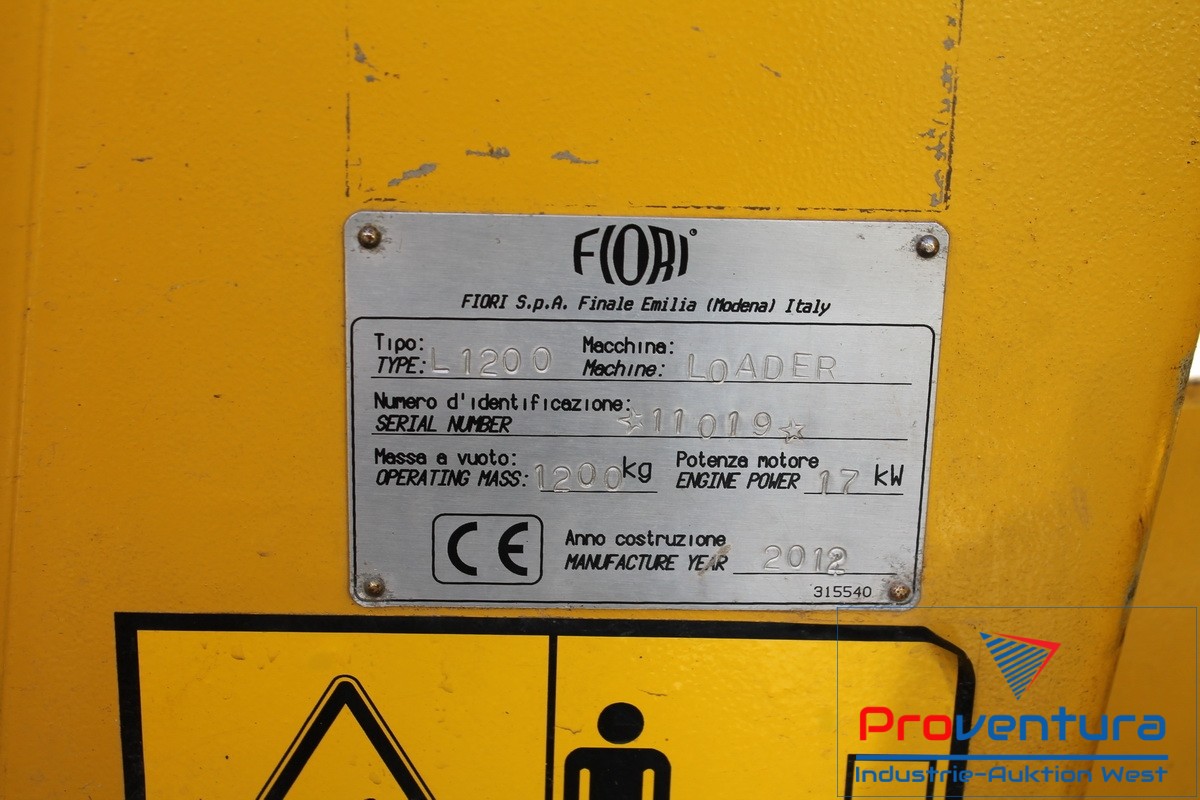 FIORI®
FIORI S.p.A. Finale Emilia (Modena) Italy
Tipo: Macchina:
TYPE: L1200 Machine: LOADER
Numero d'identificazione:
SERIAL NUMBER ☆11019☆
Massa a vuoto: Potenza motore
OPERATING MASS: 1200 kg ENGINE POWER 17 kW
CE Anno costruzione
MANUFACTURE YEAR 2012
315540
Proventura
Industrie-Auktion West